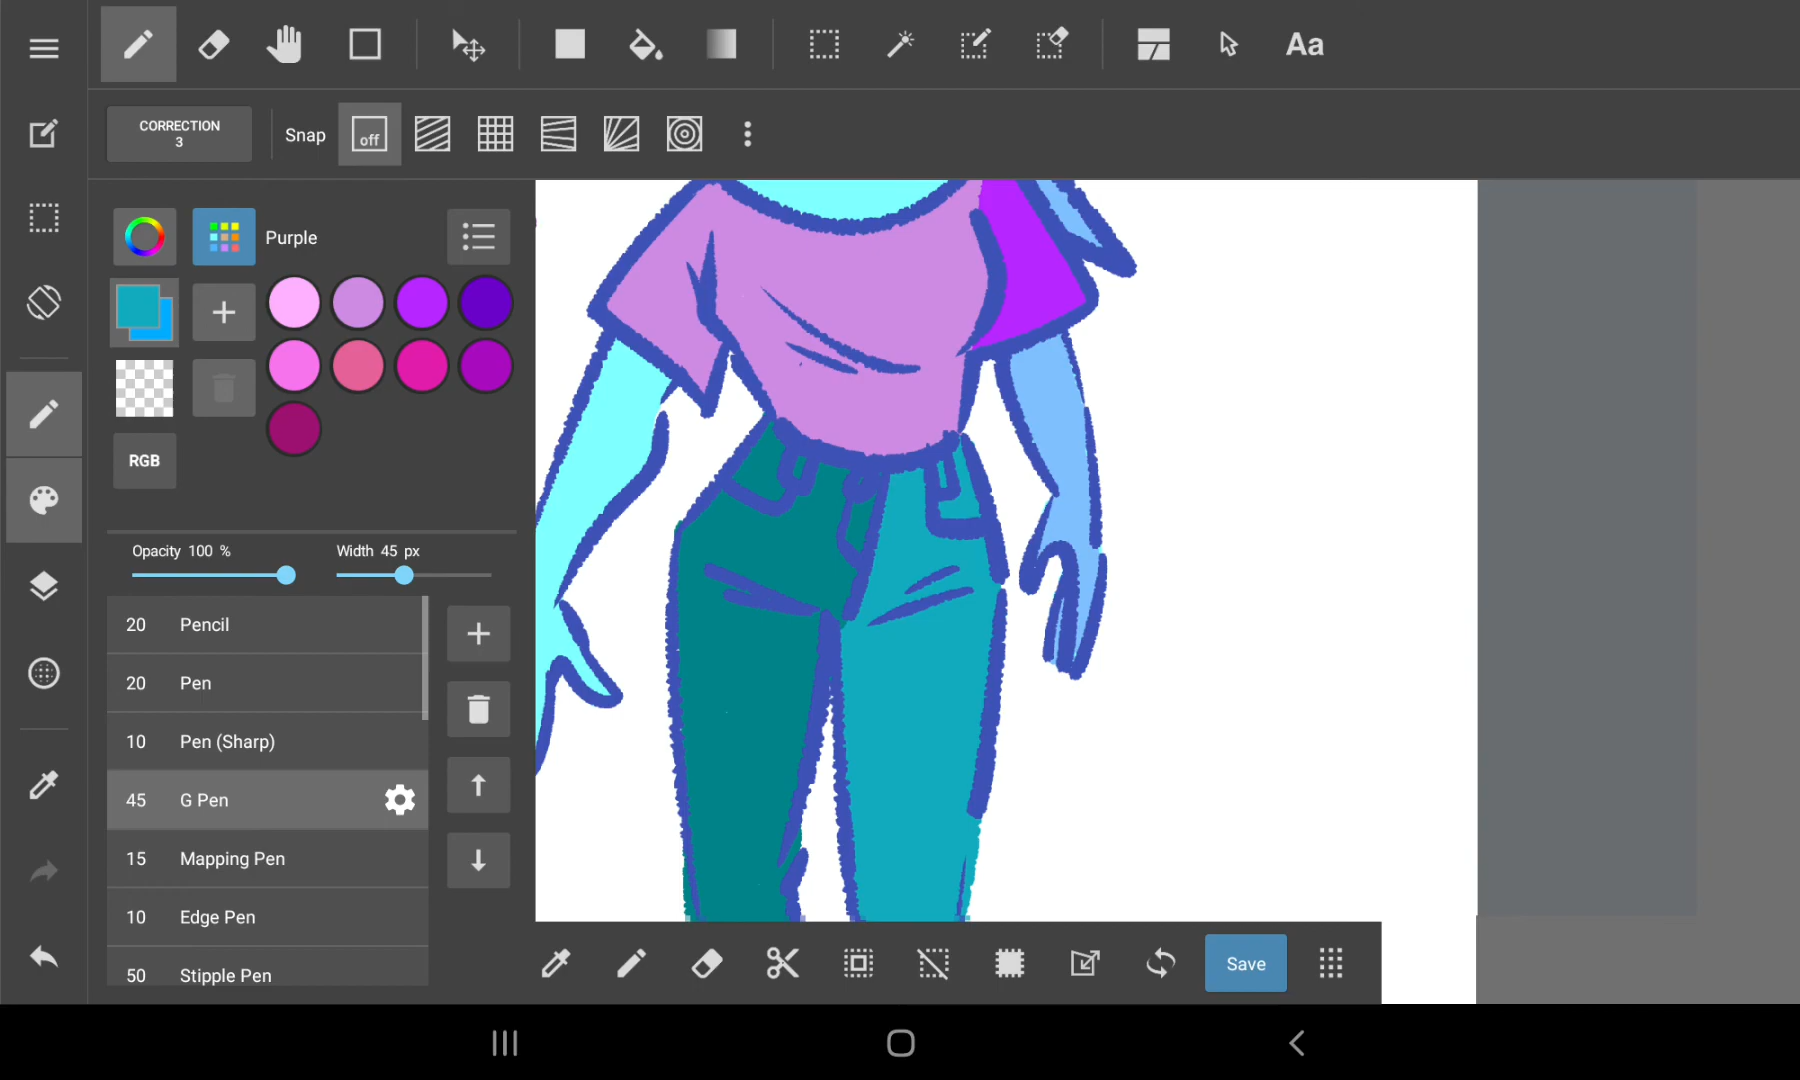 Aa
CORRECTION
3
Snap
off
Purple
RGB
Opacity 100 %
Width 45 px
20 Pencil
20 Pen
10 Pen (Sharp)
45 G Pen
15 Mapping Pen
10 Edge Pen
50 Stipple Pen
Save